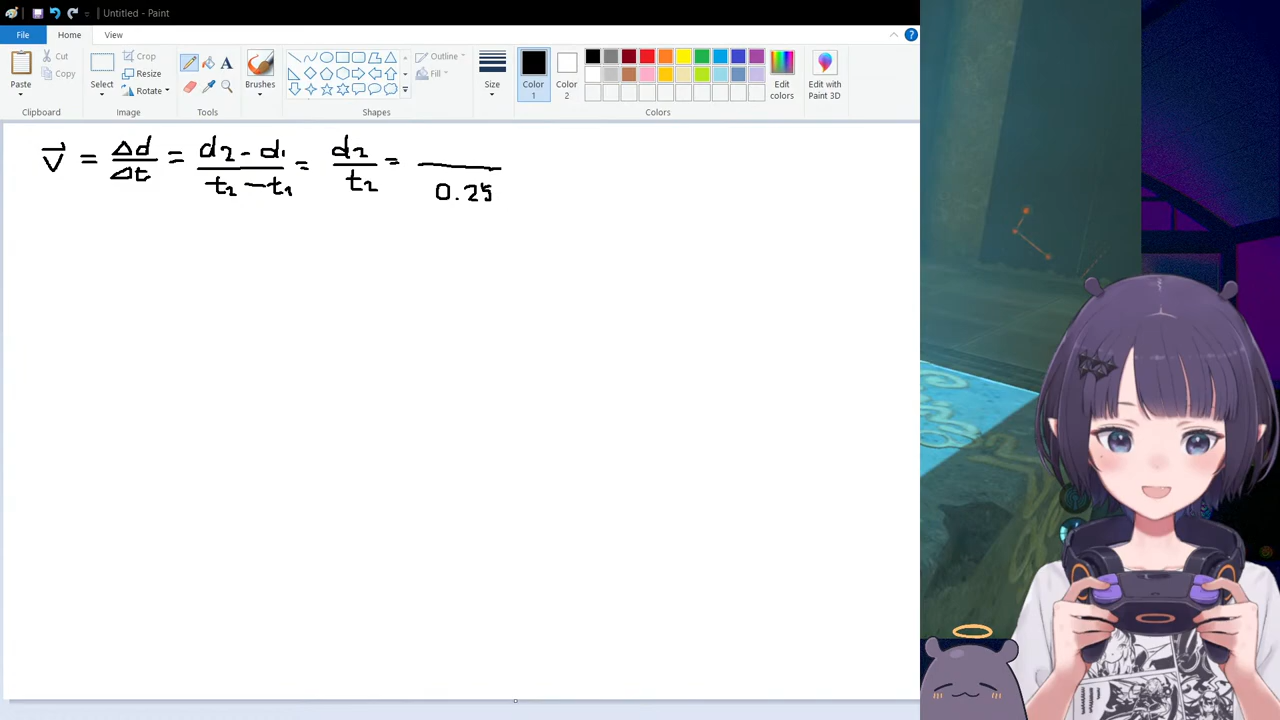 Untitled - Paint
File Home View
Paste Cut Copy Select Crop Resize Rotate A Brushes Outline Fill Size Color 1 Color 2 Edit colors Edit with Paint 3D
Clipboard Image Tools Shapes Colors
v⃗ = Δd/Δt = (d2 - d1)/(t2 - t1) = d2/t2 = /0.25